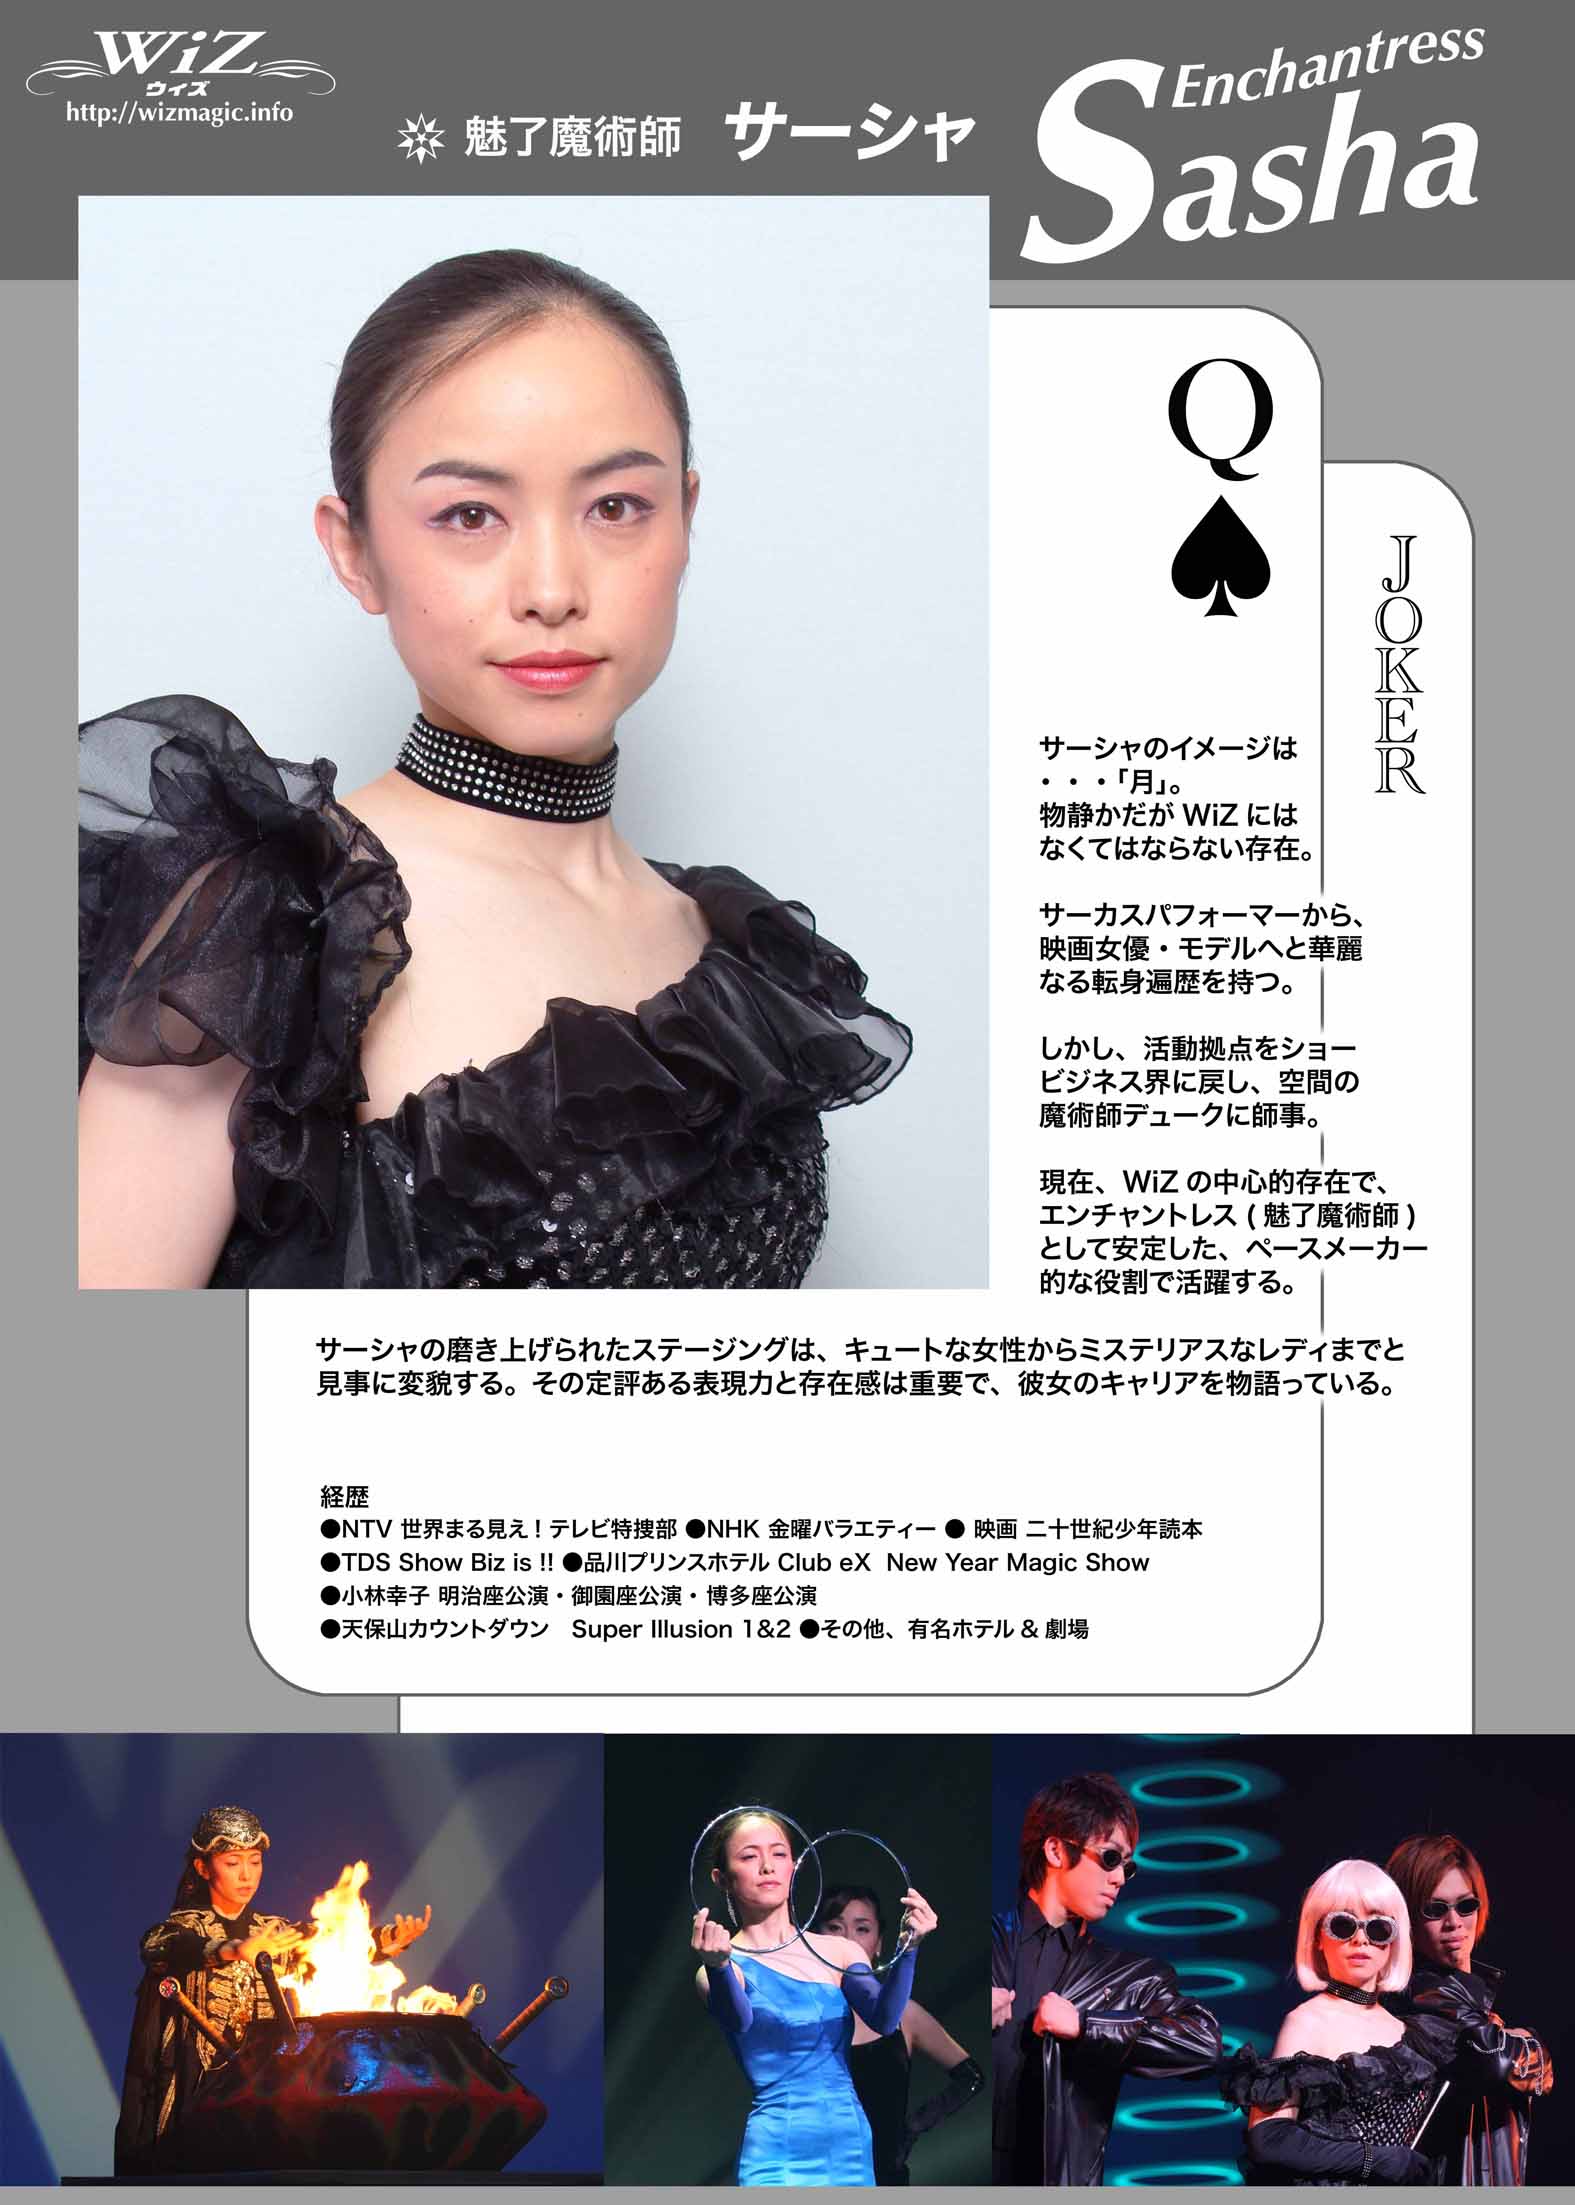 WiZ
ウィズ
http://wizmagic.info
魅了魔術師 サーシャ
Enchantress
Sasha
Q
JOKER
サーシャのイメージは
・・・「月」。
物静かだが WiZ には
なくてはならない存在。
サーカスパフォーマーから、
映画女優・モデルへと華麗
なる転身遍歴を持つ。
しかし、活動拠点をショー
ビジネス界に戻し、空間の
魔術師デュークに師事。
現在、WiZ の中心的存在で、
エンチャントレス ( 魅了魔術師 )
として安定した、ペースメーカー
的な役割で活躍する。
サーシャの磨き上げられたステージングは、キュートな女性からミステリアスなレディまでと
見事に変貌する。その定評ある表現力と存在感は重要で、彼女のキャリアを物語っている。
経歴
●NTV 世界まる見え！テレビ特捜部 ●NHK 金曜バラエティー ● 映画 二十世紀少年読本
●TDS Show Biz is !! ●品川プリンスホテル Club eX New Year Magic Show
●小林幸子 明治座公演・御園座公演・博多座公演
●天保山カウントダウン　Super Illusion 1&2 ●その他、有名ホテル & 劇場